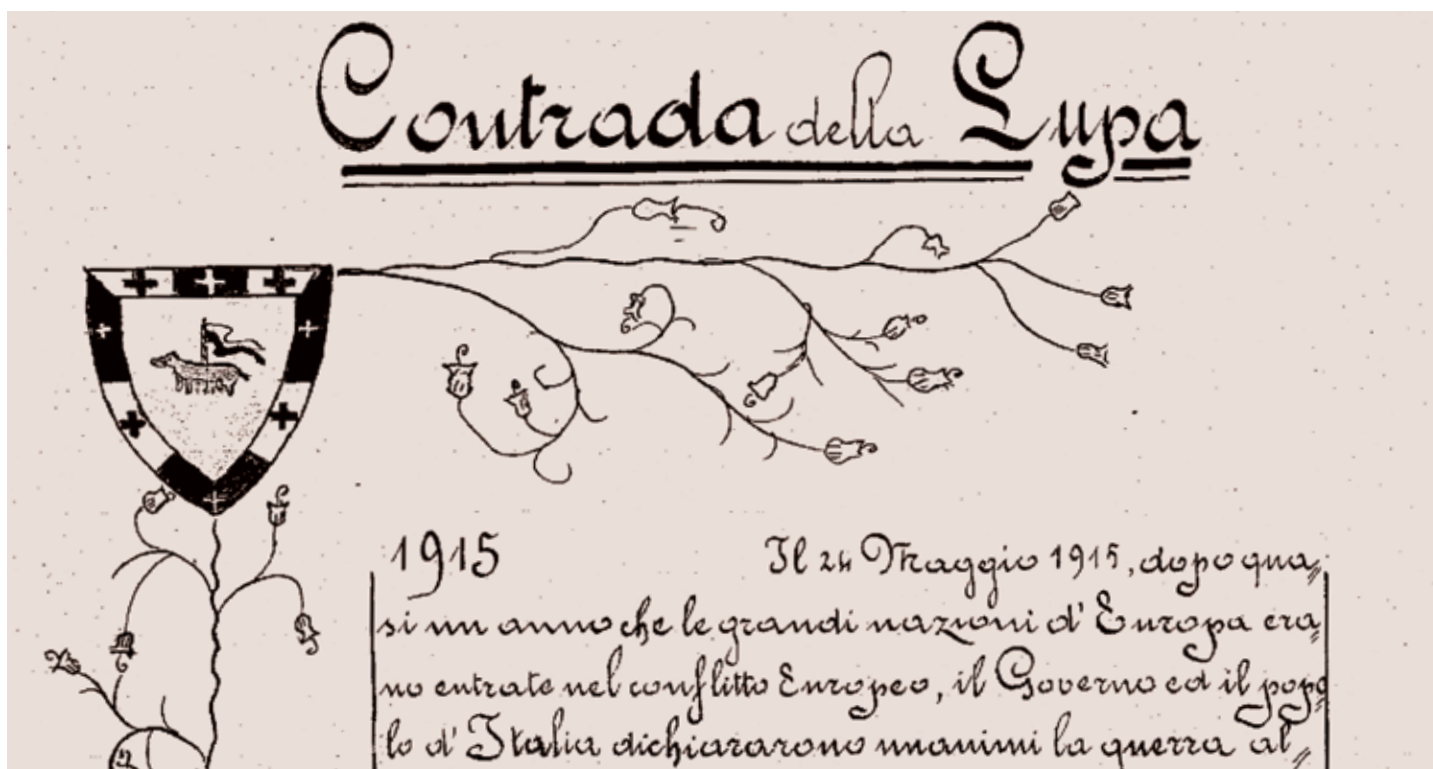 Contrada della Lupa
1915
Il 24 Maggio 1915, dopo qua„
si un anno che le grandi nazioni d' Europa era„
no entrate nel conflitto Europeo, il Governo ed il popo
lo d' Italia dichiararono unanimi la guerra al„